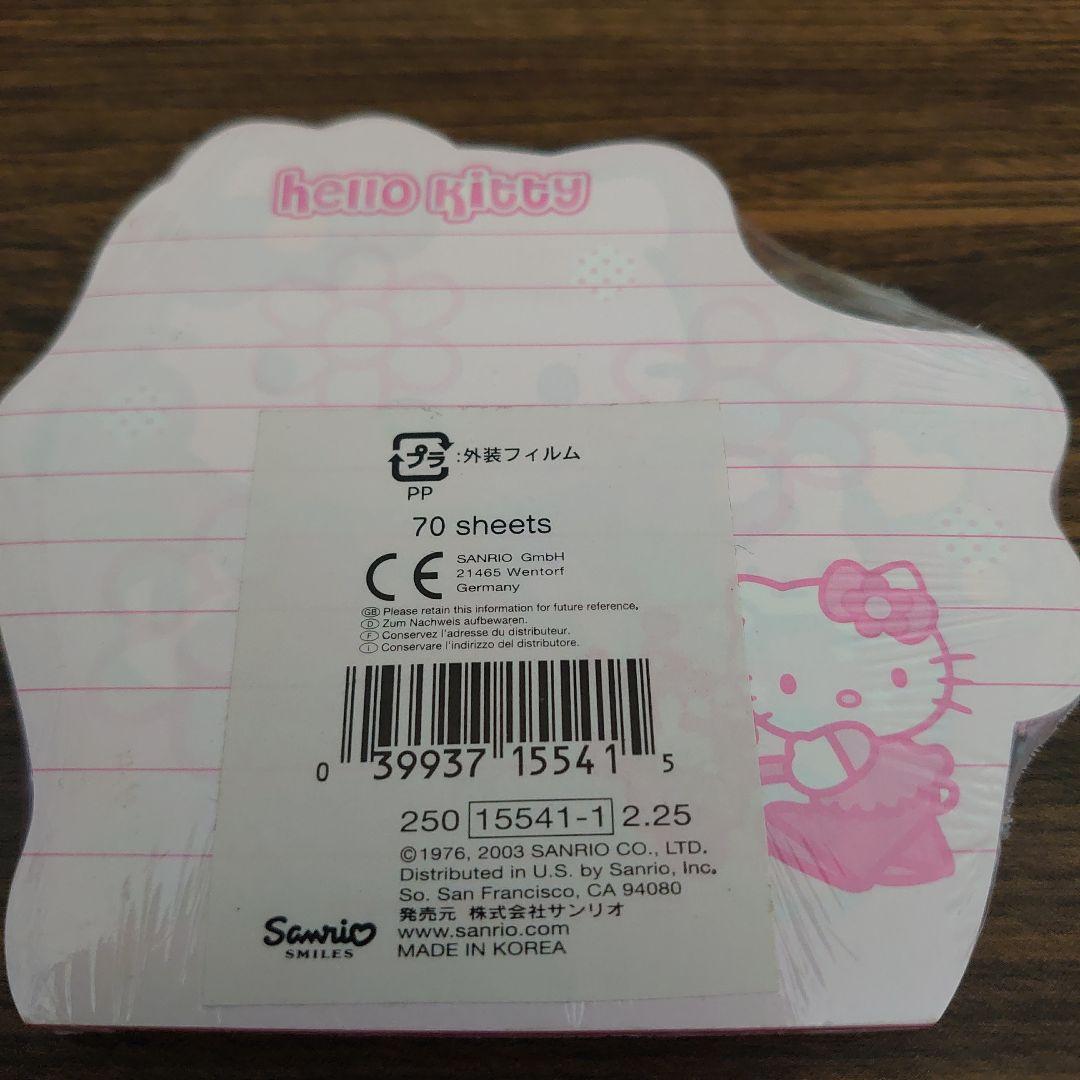 hello kitty
プラ :外装フィルム
PP
70 sheets
CE SANRIO GmbH
21465 Wentorf
Germany
GB Please retain this information for future reference.
D Zum Nachweis aufbewaren.
F Conservez l'adresse du distributeur.
I Conservare l'indirizzo del distributore.
0 39937 15541 5
250 15541-1 2.25
©1976, 2003 SANRIO CO., LTD.
Distributed in U.S. by Sanrio, Inc.
So. San Francisco, CA 94080
発売元 株式会社サンリオ
www.sanrio.com
MADE IN KOREA
Sanrio
SMILES